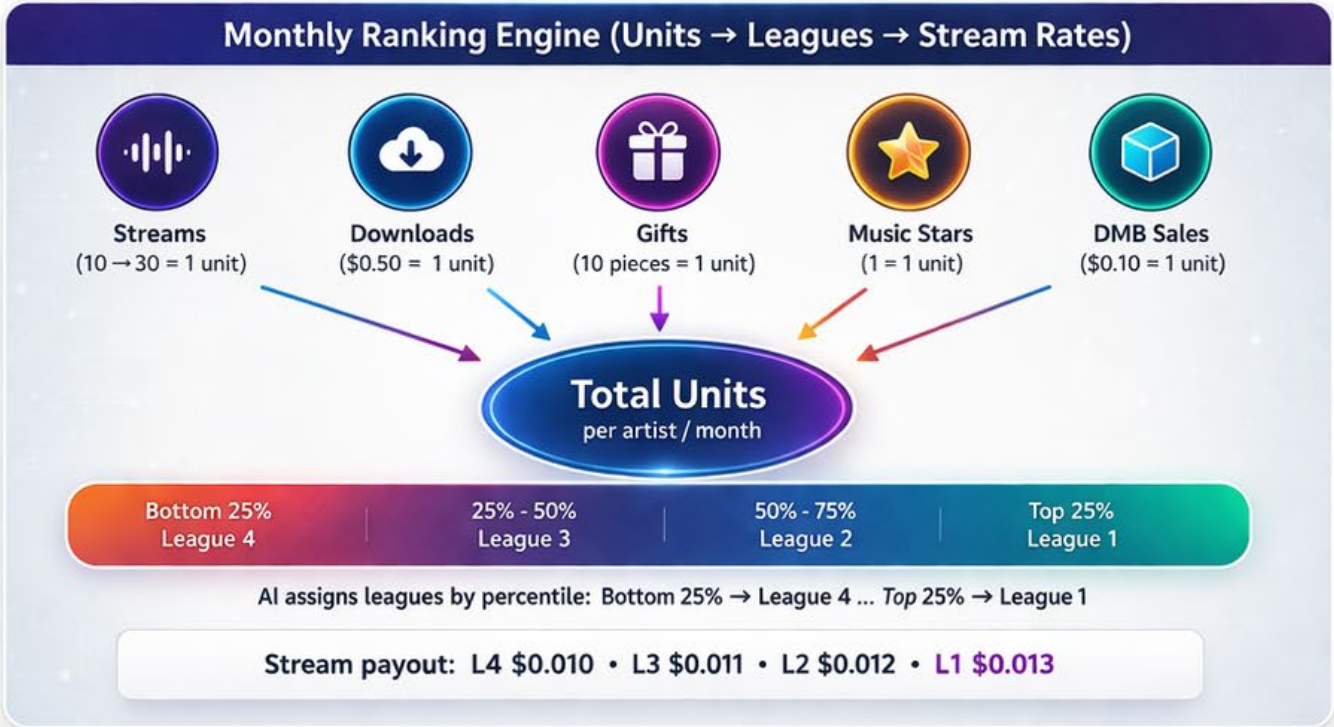 Monthly Ranking Engine (Units → Leagues → Stream Rates)
Streams
(10 → 30 = 1 unit)
Downloads
($0.50 = 1 unit)
Gifts
(10 pieces = 1 unit)
Music Stars
(1 = 1 unit)
DMB Sales
($0.10 = 1 unit)
Total Units
per artist / month
Bottom 25%
League 4
25% - 50%
League 3
50% - 75%
League 2
Top 25%
League 1
AI assigns leagues by percentile: Bottom 25% → League 4 ... Top 25% → League 1
Stream payout: L4 $0.010 • L3 $0.011 • L2 $0.012 • L1 $0.013